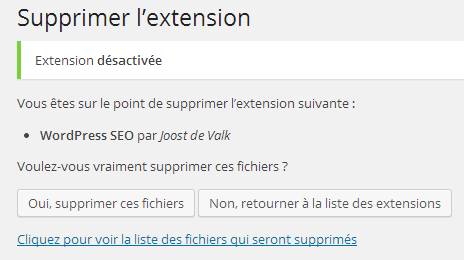 Supprimer l’extension
Extension désactivée
Vous êtes sur le point de supprimer l’extension suivante :
• WordPress SEO par Joost de Valk
Voulez-vous vraiment supprimer ces fichiers ?
Oui, supprimer ces fichiers
Non, retourner à la liste des extensions
Cliquez pour voir la liste des fichiers qui seront supprimés